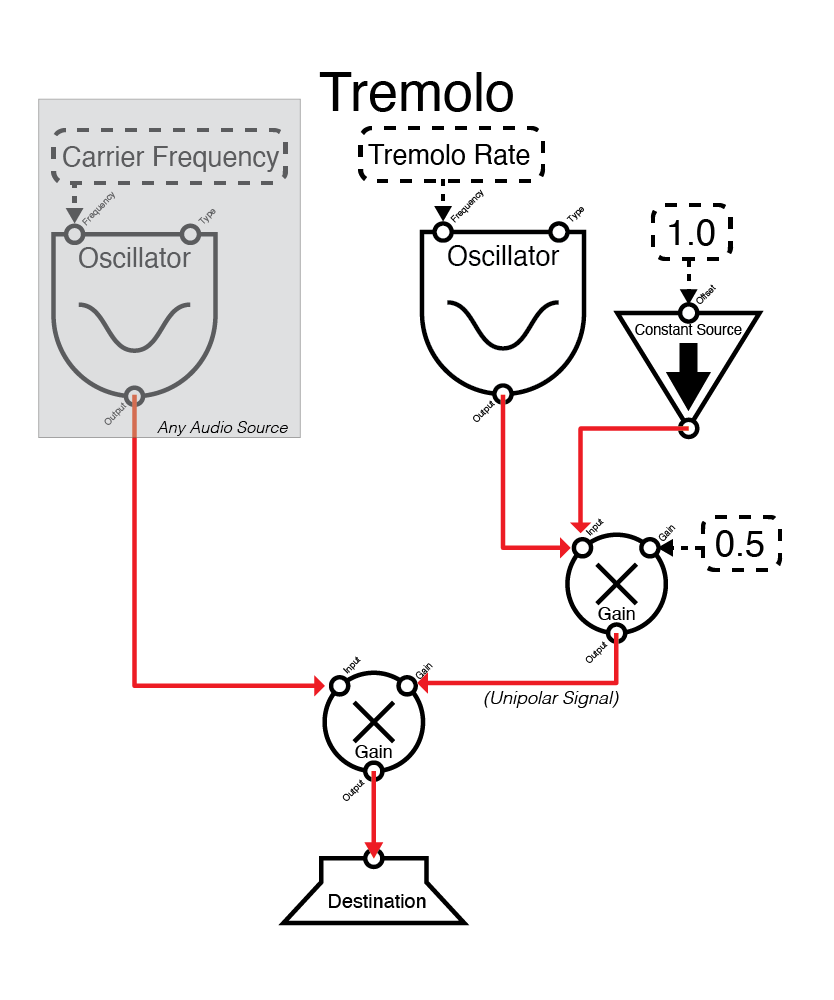 Tremolo
Carrier Frequency
Frequency
Type
Oscillator
Output
Any Audio Source
Tremolo Rate
Frequency
Type
Oscillator
Output
1.0
Offset
Constant Source
Input
Gain
0.5
Gain
Output
(Unipolar Signal)
Input
Gain
Gain
Output
Destination